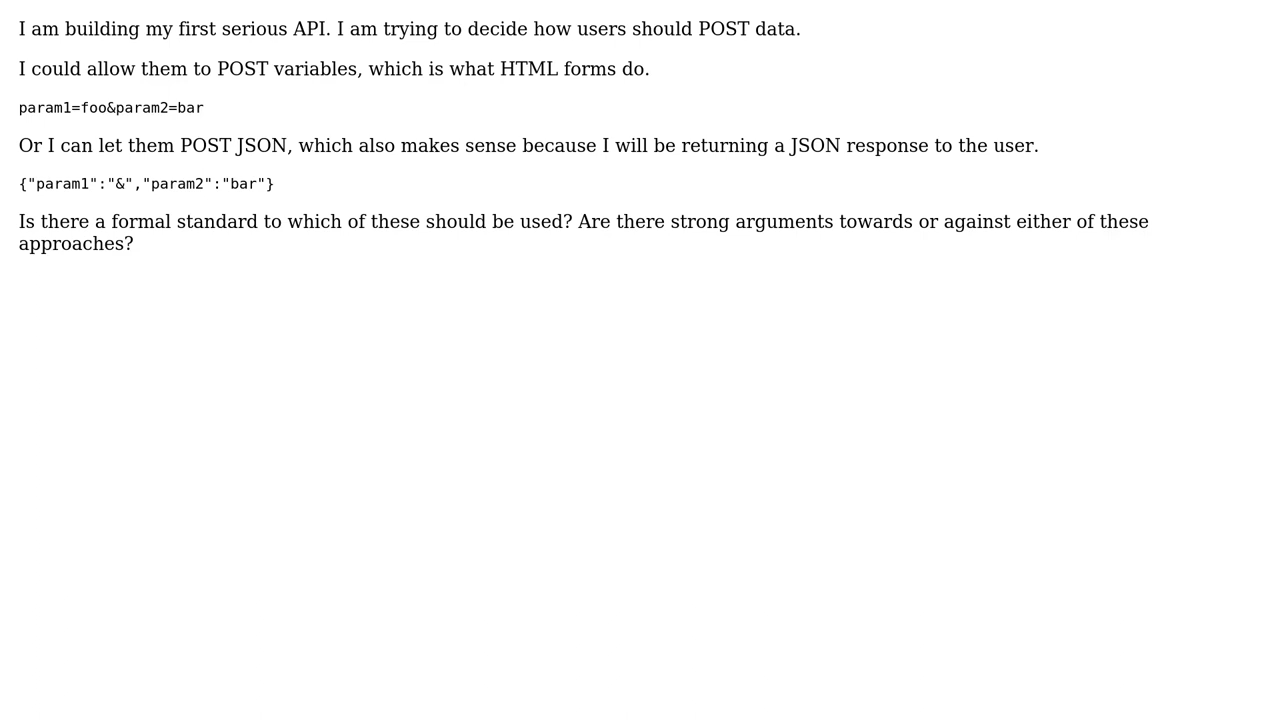 I am building my first serious API. I am trying to decide how users should POST data.
I could allow them to POST variables, which is what HTML forms do.
param1=foo&param2=bar
Or I can let them POST JSON, which also makes sense because I will be returning a JSON response to the user.
{"param1":"&","param2":"bar"}
Is there a formal standard to which of these should be used? Are there strong arguments towards or against either of these
approaches?